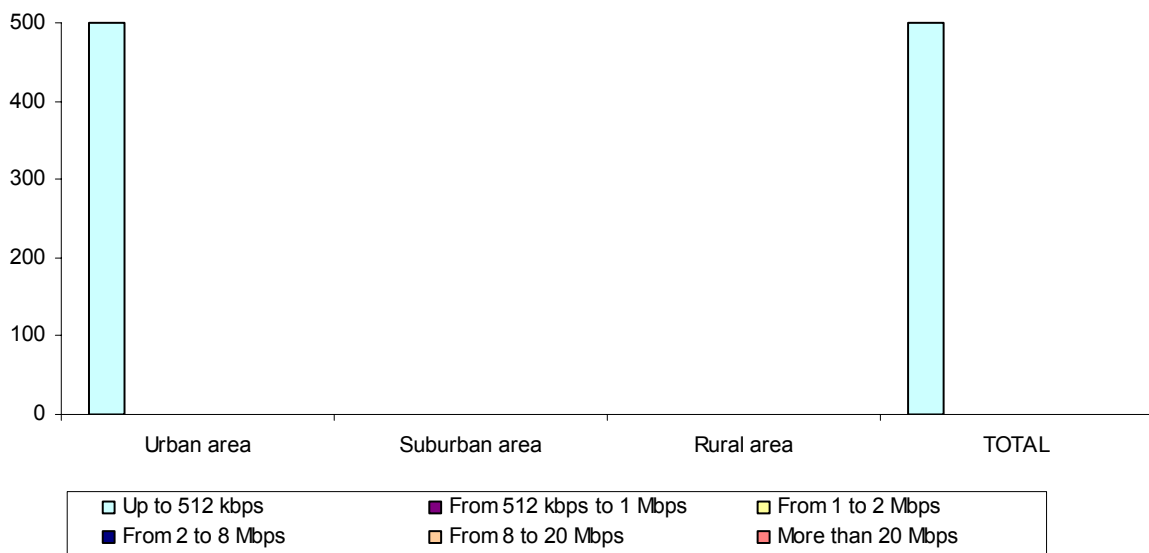 500
400
300
200
100
0
Urban area Suburban area Rural area TOTAL
Up to 512 kbps From 512 kbps to 1 Mbps From 1 to 2 Mbps
From 2 to 8 Mbps From 8 to 20 Mbps More than 20 Mbps